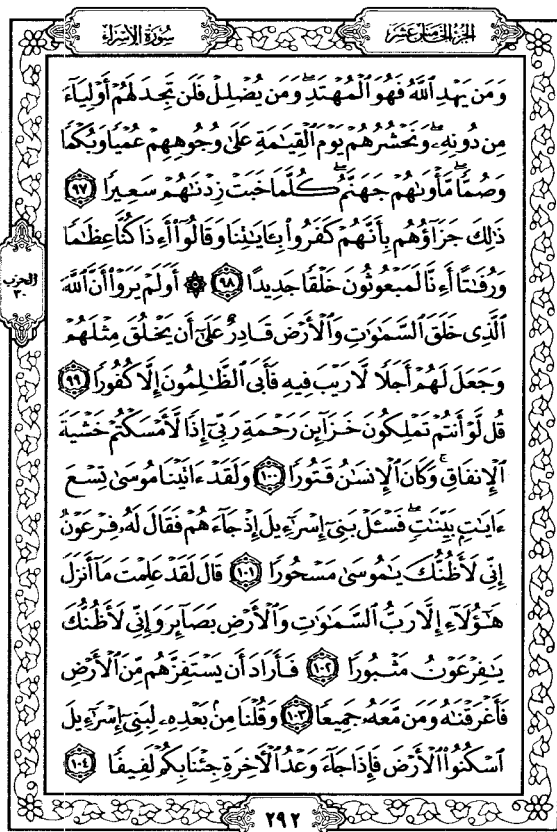 سُورَةُ الإِسْرَاءِ
الجُزْءُ الخَامِسَ عَشَرَ
وَمَن يَهْدِ ٱللَّهُ فَهُوَ ٱلْمُهْتَدِ ۖ وَمَن يُضْلِلْ فَلَن تَجِدَ لَهُمْ أَوْلِيَآءَ
مِن دُونِهِۦ ۖ وَنَحْشُرُهُمْ يَوْمَ ٱلْقِيَٰمَةِ عَلَىٰ وُجُوهِهِمْ عُمْيًا وَبُكْمًا
وَصُمًّا ۖ مَّأْوَىٰهُمْ جَهَنَّمُ ۖ كُلَّمَا خَبَتْ زِدْنَٰهُمْ سَعِيرًا ﴿٩٧﴾
ذَٰلِكَ جَزَآؤُهُم بِأَنَّهُمْ كَفَرُوا۟ بِـَٔايَٰتِنَا وَقَالُوٓا۟ أَءِذَا كُنَّا عِظَٰمًا
وَرُفَٰتًا أَءِنَّا لَمَبْعُوثُونَ خَلْقًا جَدِيدًا ﴿٩٨﴾ ۞ أَوَلَمْ يَرَوْا۟ أَنَّ ٱللَّهَ
ٱلَّذِى خَلَقَ ٱلسَّمَٰوَٰتِ وَٱلْأَرْضَ قَادِرٌ عَلَىٰٓ أَن يَخْلُقَ مِثْلَهُمْ
وَجَعَلَ لَهُمْ أَجَلًا لَّا رَيْبَ فِيهِ فَأَبَى ٱلظَّٰلِمُونَ إِلَّا كُفُورًا ﴿٩٩﴾
قُل لَّوْ أَنتُمْ تَمْلِكُونَ خَزَآئِنَ رَحْمَةِ رَبِّىٓ إِذًا لَّأَمْسَكْتُمْ خَشْيَةَ
ٱلْإِنفَاقِ ۚ وَكَانَ ٱلْإِنسَٰنُ قَتُورًا ﴿١٠٠﴾ وَلَقَدْ ءَاتَيْنَا مُوسَىٰ تِسْعَ
ءَايَٰتٍۭ بَيِّنَٰتٍ ۖ فَسْـَٔلْ بَنِىٓ إِسْرَٰٓءِيلَ إِذْ جَآءَهُمْ فَقَالَ لَهُۥ فِرْعَوْنُ
إِنِّى لَأَظُنُّكَ يَٰمُوسَىٰ مَسْحُورًا ﴿١٠١﴾ قَالَ لَقَدْ عَلِمْتَ مَآ أَنزَلَ
هَٰٓؤُلَآءِ إِلَّا رَبُّ ٱلسَّمَٰوَٰتِ وَٱلْأَرْضِ بَصَآئِرَ وَإِنِّى لَأَظُنُّكَ
يَٰفِرْعَوْنُ مَثْبُورًا ﴿١٠٢﴾ فَأَرَادَ أَن يَسْتَفِزَّهُم مِّنَ ٱلْأَرْضِ
فَأَغْرَقْنَٰهُ وَمَن مَّعَهُۥ جَمِيعًا ﴿١٠٣﴾ وَقُلْنَا مِنۢ بَعْدِهِۦ لِبَنِىٓ إِسْرَٰٓءِيلَ
ٱسْكُنُوا۟ ٱلْأَرْضَ فَإِذَا جَآءَ وَعْدُ ٱلْـَٔاخِرَةِ جِئْنَا بِكُمْ لَفِيفًا ﴿١٠٤﴾
الحزب
٣٠
٢٩٢